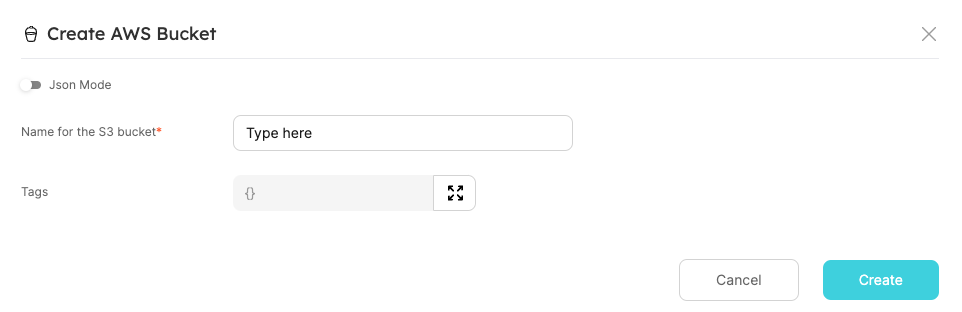 Create AWS Bucket
Json Mode
Name for the S3 bucket*
Type here
Tags
{}
Cancel
Create